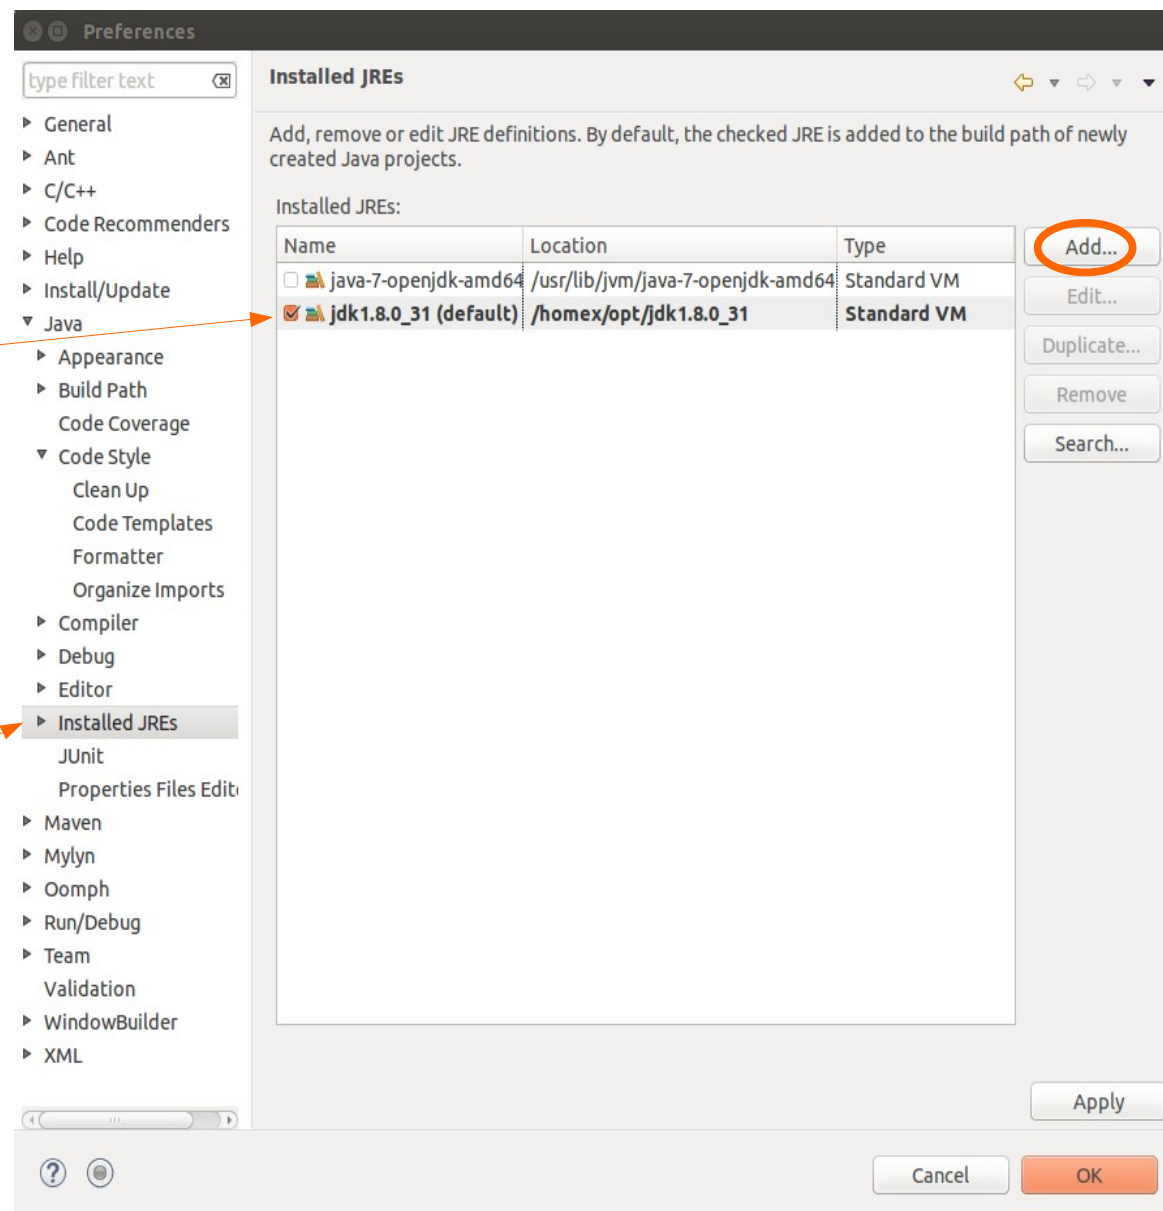 Preferences
type filter text
General
Ant
C/C++
Code Recommenders
Help
Install/Update
Java
Appearance
Build Path
Code Coverage
Code Style
Clean Up
Code Templates
Formatter
Organize Imports
Compiler
Debug
Editor
Installed JREs
JUnit
Properties Files Edit
Maven
Mylyn
Oomph
Run/Debug
Team
Validation
WindowBuilder
XML
Installed JREs
Add, remove or edit JRE definitions. By default, the checked JRE is added to the build path of newly
created Java projects.
Installed JREs:
Name Location Type
java-7-openjdk-amd64 /usr/lib/jvm/java-7-openjdk-amd64 Standard VM
jdk1.8.0_31 (default) /homex/opt/jdk1.8.0_31 Standard VM
Add...
Edit...
Duplicate...
Remove
Search...
Apply
Cancel OK